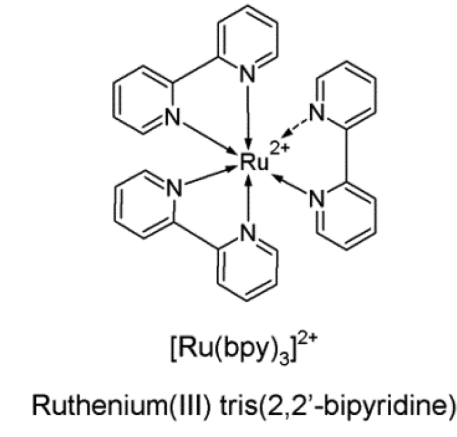 N
N
N
2+
Ru
N
N
N
[Ru(bpy)₃]²⁺
Ruthenium(III) tris(2,2'-bipyridine)